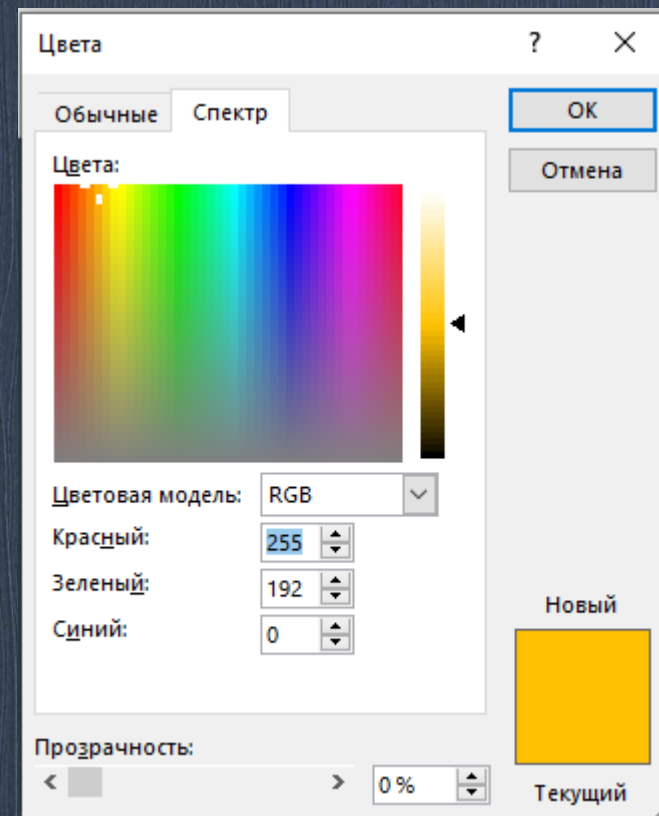 Цвета
?
Обычные
Спектр
ОК
Отмена
Цвета:
Цветовая модель: RGB
Красный: 255
Зеленый: 192
Синий: 0
Новый
Прозрачность:
0 %
Текущий